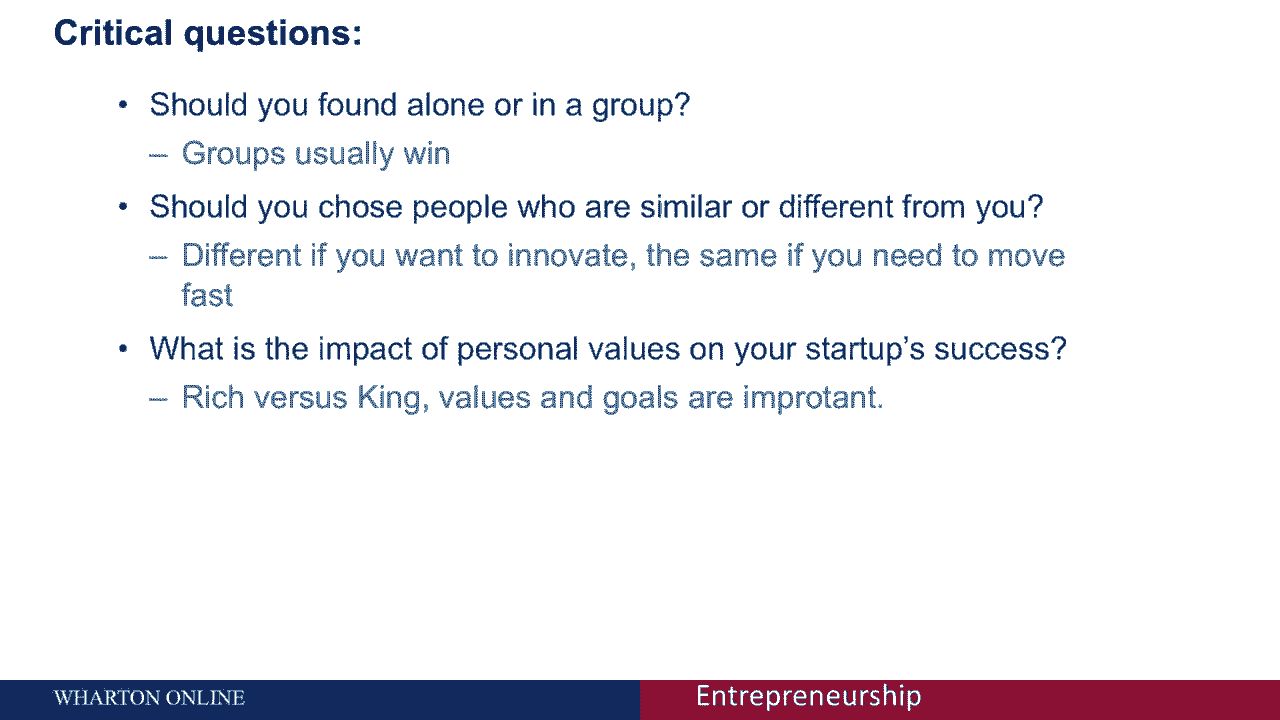 Critical questions:
• Should you found alone or in a group?
– Groups usually win
• Should you chose people who are similar or different from you?
– Different if you want to innovate, the same if you need to move
fast
• What is the impact of personal values on your startup’s success?
– Rich versus King, values and goals are improtant.
WHARTON ONLINE
Entrepreneurship